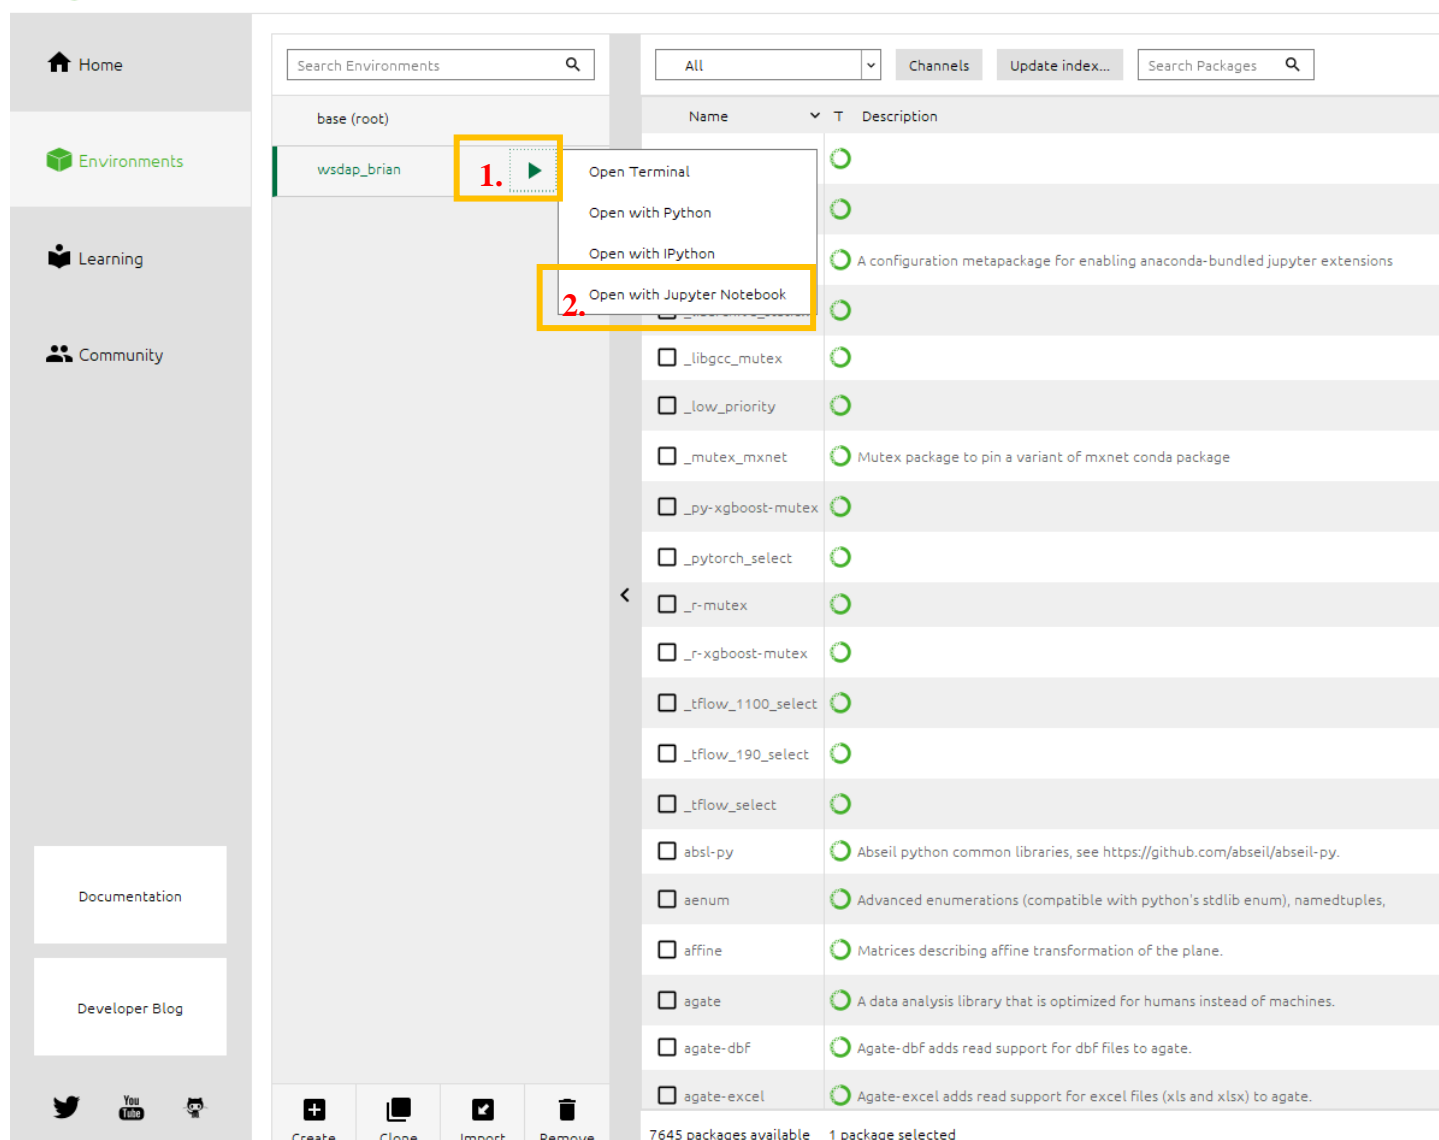 Home
Environments
Learning
Community
Documentation
Developer Blog
You
Tube
Search Environments
base (root)
wsdap_brian
1.
Open Terminal
Open with Python
Open with IPython
Open with Jupyter Notebook
2.
Create
Clone
Import
Remove
All
Channels
Update index...
Search Packages
Name
T
Description
A configuration metapackage for enabling anaconda-bundled jupyter extensions
_libgcc_mutex
_low_priority
_mutex_mxnet
Mutex package to pin a variant of mxnet conda package
_py-xgboost-mutex
_pytorch_select
_r-mutex
_r-xgboost-mutex
_tflow_1100_select
_tflow_190_select
_tflow_select
absl-py
Abseil python common libraries, see https://github.com/abseil/abseil-py.
aenum
Advanced enumerations (compatible with python's stdlib enum), namedtuples,
affine
Matrices describing affine transformation of the plane.
agate
A data analysis library that is optimized for humans instead of machines.
agate-dbf
Agate-dbf adds read support for dbf files to agate.
agate-excel
Agate-excel adds read support for excel files (xls and xlsx) to agate.
7645 packages available
1 package selected